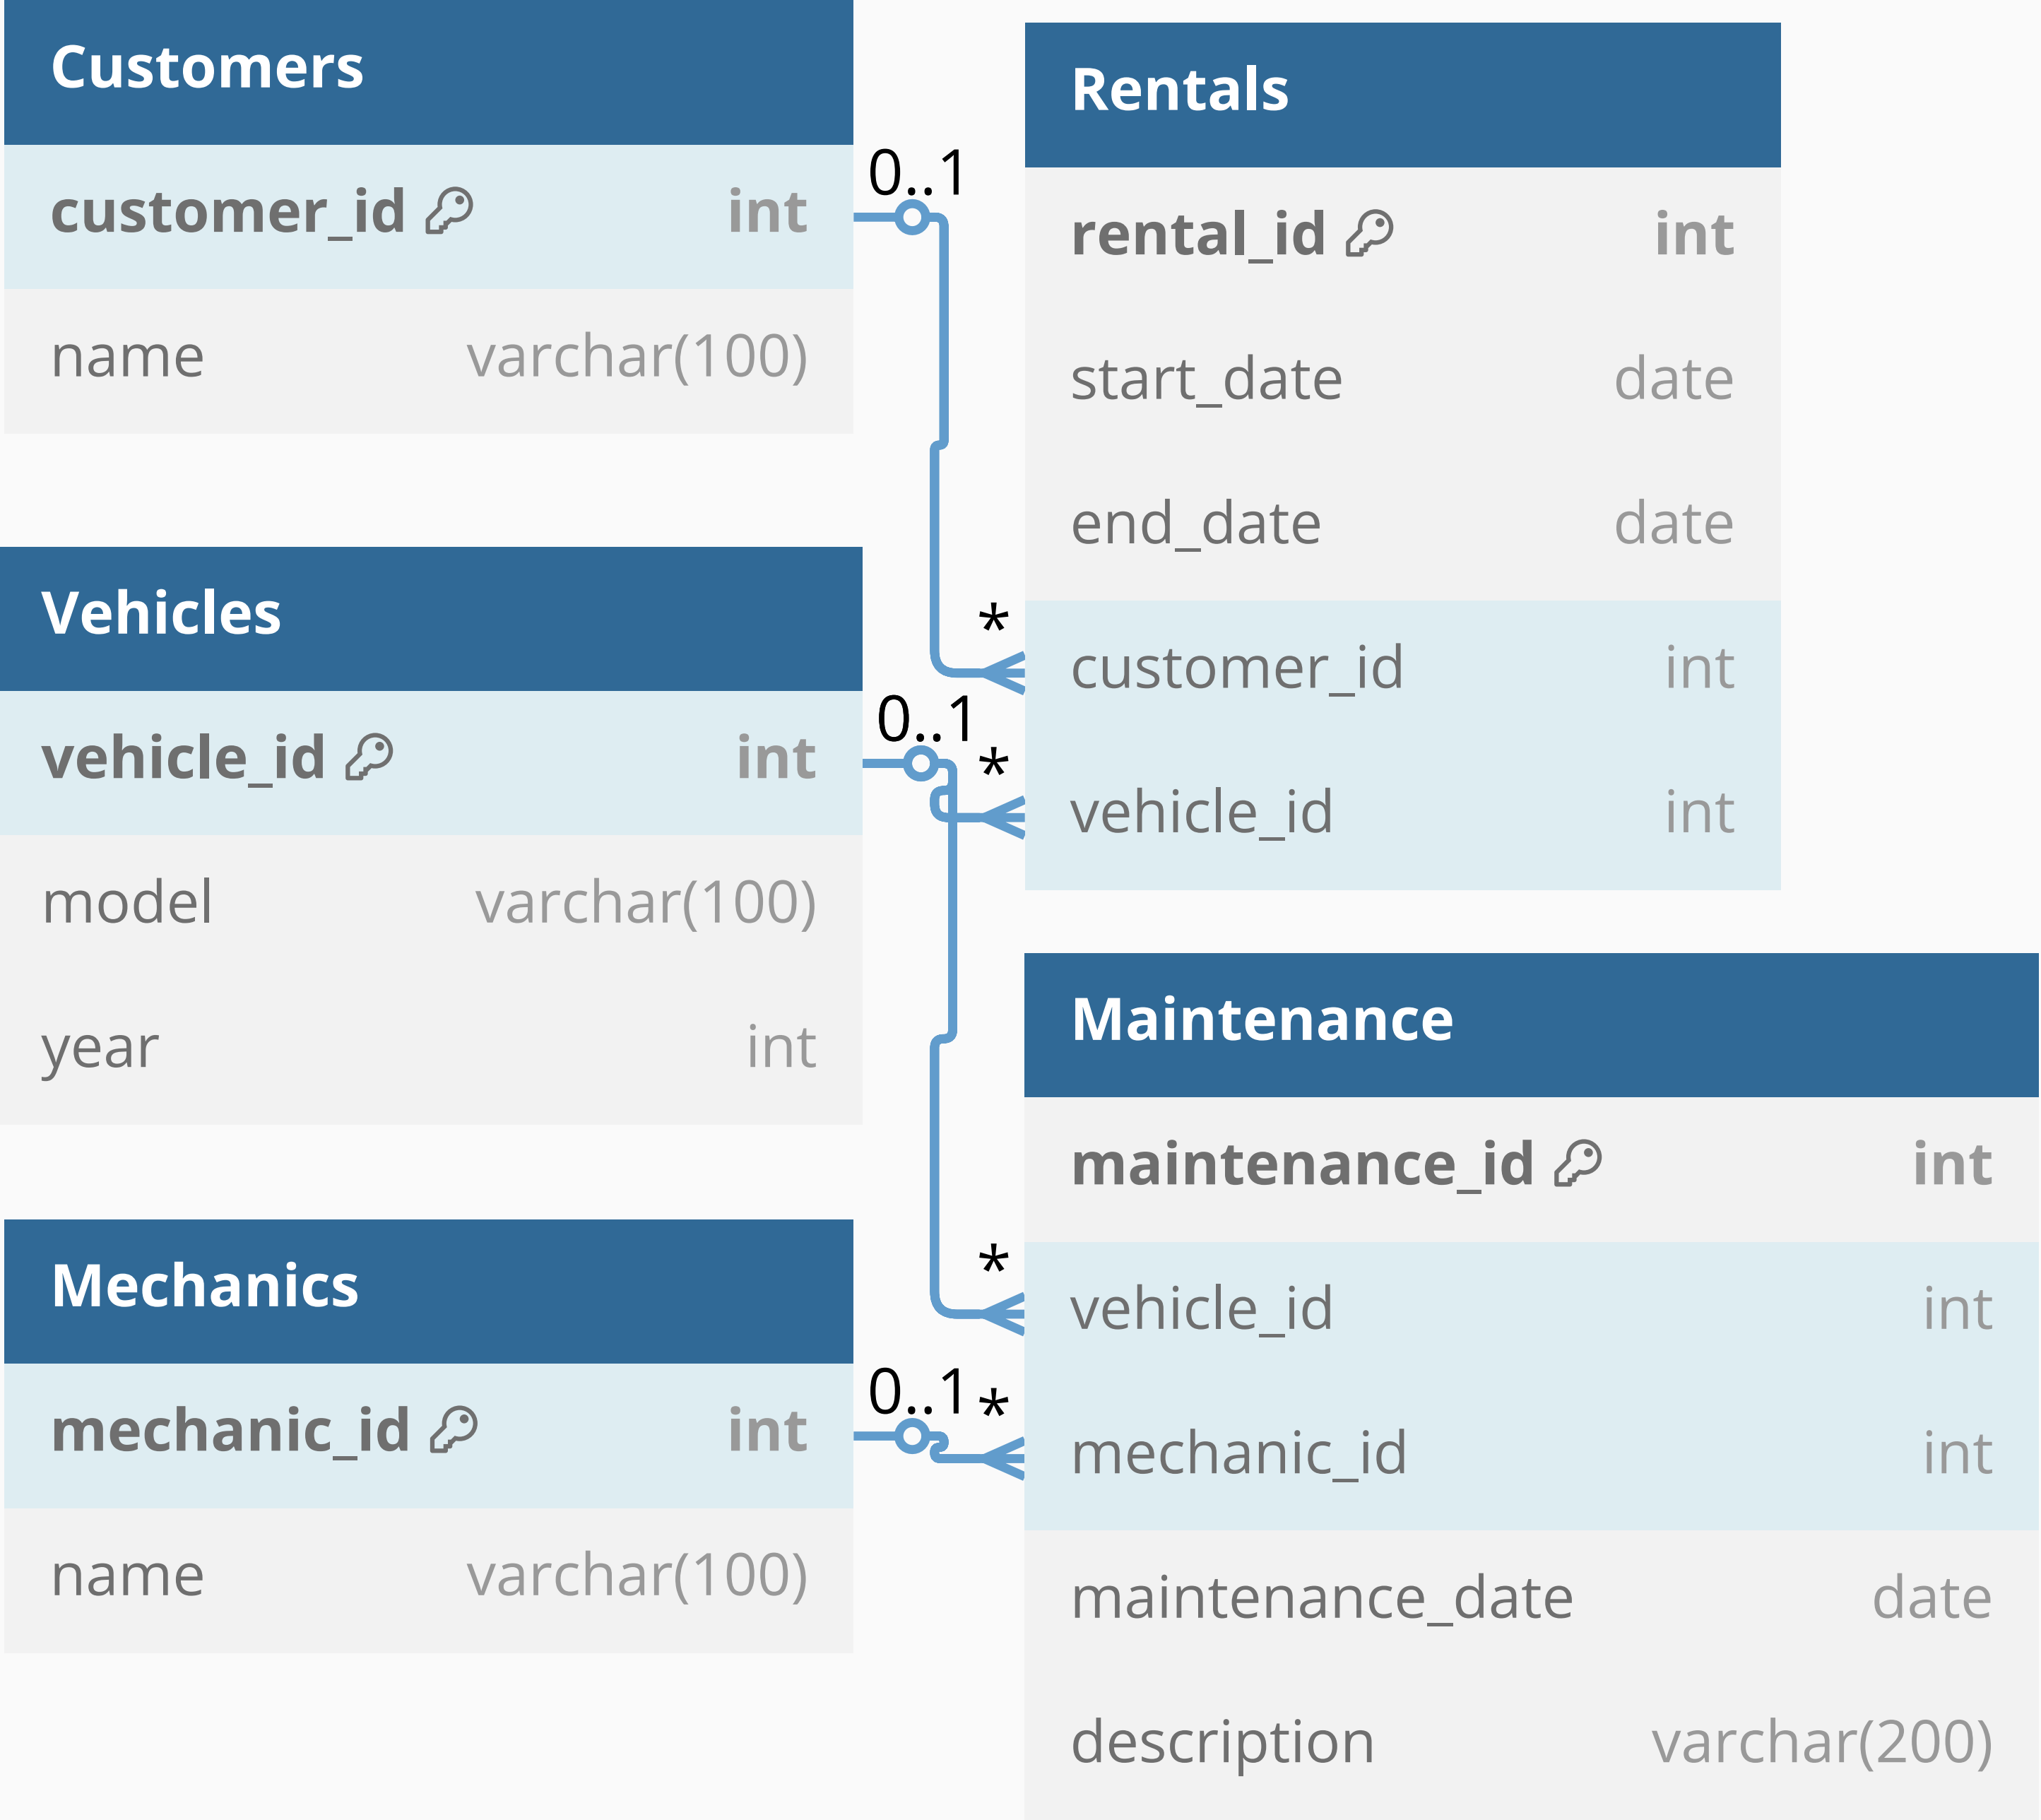 Customers
customer_id int
name varchar(100)
Vehicles
vehicle_id int
model varchar(100)
year int
Mechanics
mechanic_id int
name varchar(100)
0..1
*
0..1
*
*
0..1
*
Rentals
rental_id int
start_date date
end_date date
customer_id int
vehicle_id int
Maintenance
maintenance_id int
vehicle_id int
mechanic_id int
maintenance_date date
description varchar(200)